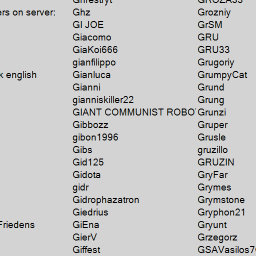 ers on server: Ghz Grozniy
GI JOE GrSM
Giacomo GRU
GiaKoi666 GRU33
gianfilippo Grugoriy
k english Gianluca GrumpyCat
Gianni Grund
gianniskiller22 Grung
GIANT COMMUNIST ROBO Grunzi
Gibbozz Gruper
gibon1996 Grusle
Gibs gruzillo
Gid125 GRUZIN
Gidota GryFar
gidr Grymes
Gidrophazatron Grymstone
Giedrius Gryphon21
Friedens GiEna Gryunt
GierV Grzegorz
Giffest GSAVasilos7